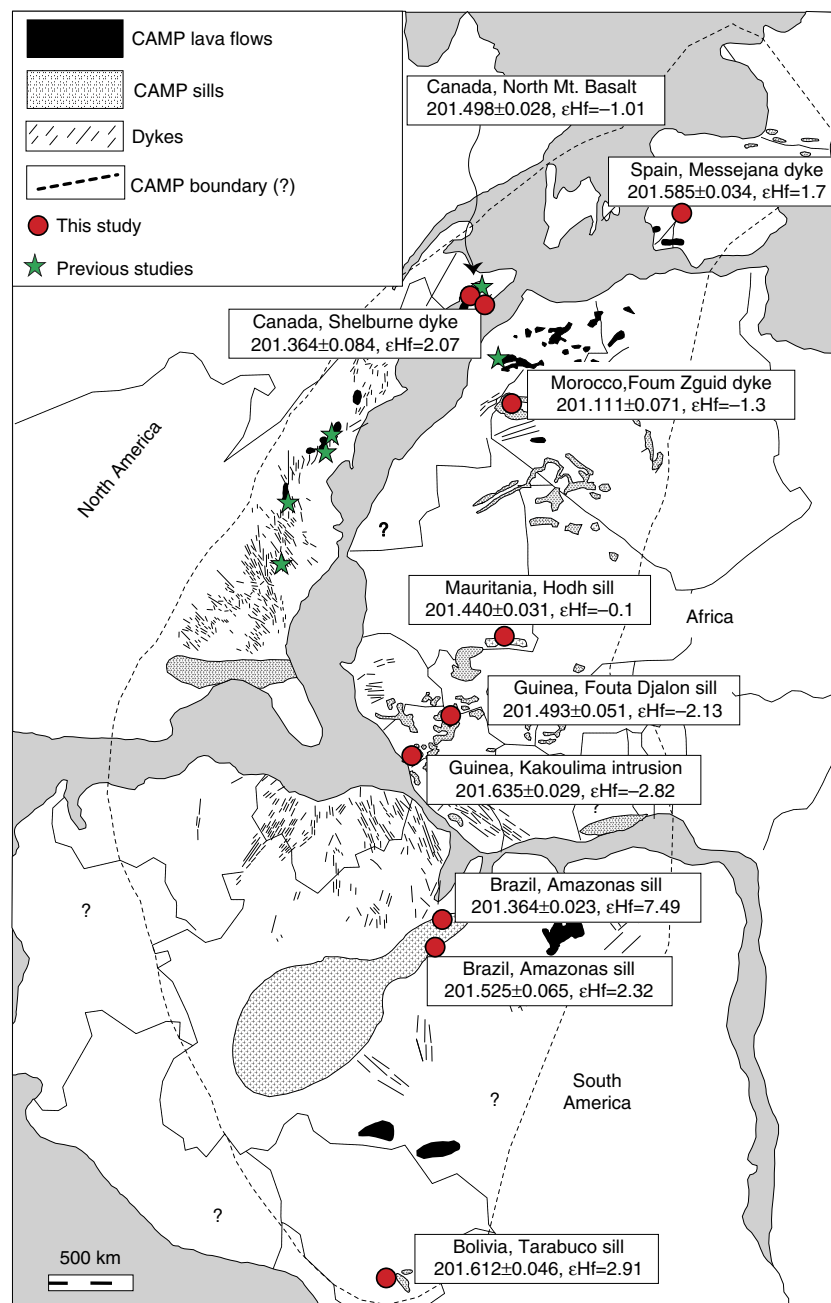 CAMP lava flows
CAMP sills
Dykes
CAMP boundary (?)
This study
Previous studies
Canada, North Mt. Basalt
201.498±0.028, εHf=−1.01
Spain, Messejana dyke
201.585±0.034, εHf=1.7
Canada, Shelburne dyke
201.364±0.084, εHf=2.07
Morocco,Foum Zguid dyke
201.111±0.071, εHf=−1.3
North America
?
Mauritania, Hodh sill
201.440±0.031, εHf=−0.1
Africa
Guinea, Fouta Djalon sill
201.493±0.051, εHf=−2.13
Guinea, Kakoulima intrusion
201.635±0.029, εHf=−2.82
?
Brazil, Amazonas sill
201.364±0.023, εHf=7.49
?
Brazil, Amazonas sill
201.525±0.065, εHf=2.32
South
America
?
?
Bolivia, Tarabuco sill
201.612±0.046, εHf=2.91
500 km